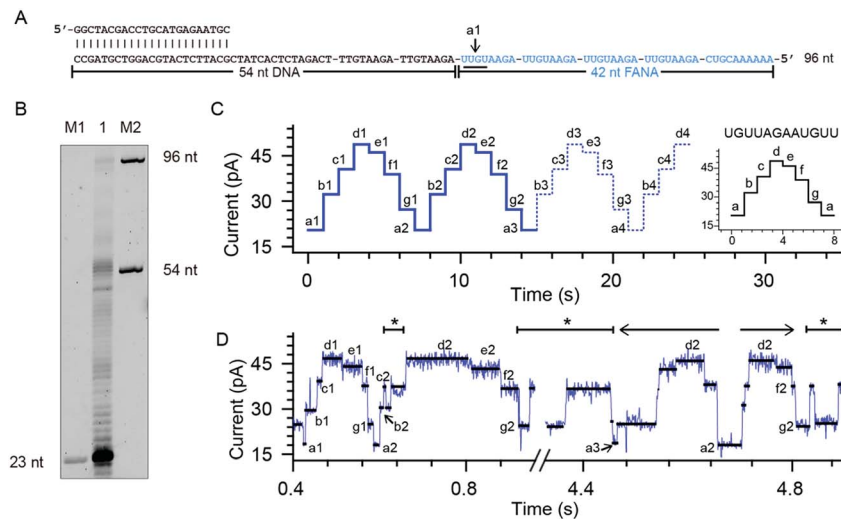 A
a1
5'-GGCTACGACCTGCATGAGAATGC
CCGATGCTGGACGTACTCTTACGCTATCACTCTAGACT-TTGTAAGA-TTGTAAGA-UUGUAAGA-UUGUAAGA-UUGUAAGA-UUGUAAGA-CUGCAAAAAA-5' 96 nt
54 nt DNA 42 nt FANA
B
M1 1 M2
96 nt
54 nt
23 nt
C
Current (pA)
45
30
15
a1 b1 c1 d1 e1 f1 g1 a2 b2 c2 d2 e2 f2 g2 a3 b3 c3 d3 e3 f3 g3 a4 b4 c4 d4
0 10 20 30
Time (s)
UGUUAGAAUGUU
45
30
15
a b c d e f g a
0 4 8
D
Current (pA)
45
30
15
* * *
a1 b1 c1 d1 e1 f1 g1 a2 b2 c2 d2 e2 f2 g2 a3 d2 a2 d2 f2 g2
0.4 0.8 4.4 4.8
Time (s)